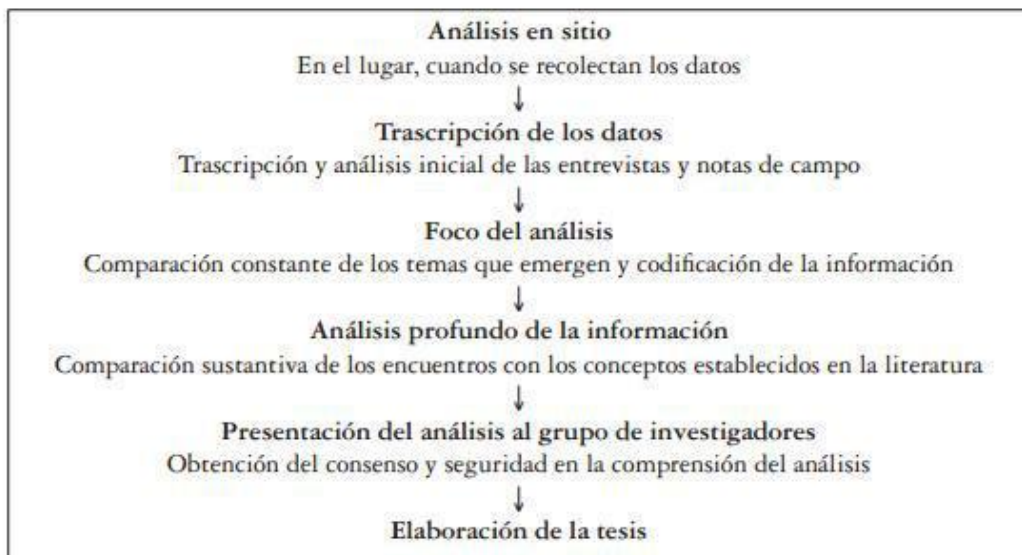 Análisis en sitio
En el lugar, cuando se recolectan los datos
↓
Trascripción de los datos
Trascripción y análisis inicial de las entrevistas y notas de campo
↓
Foco del análisis
Comparación constante de los temas que emergen y codificación de la información
↓
Análisis profundo de la información
Comparación sustantiva de los encuentros con los conceptos establecidos en la literatura
↓
Presentación del análisis al grupo de investigadores
Obtención del consenso y seguridad en la comprensión del análisis
↓
Elaboración de la tesis